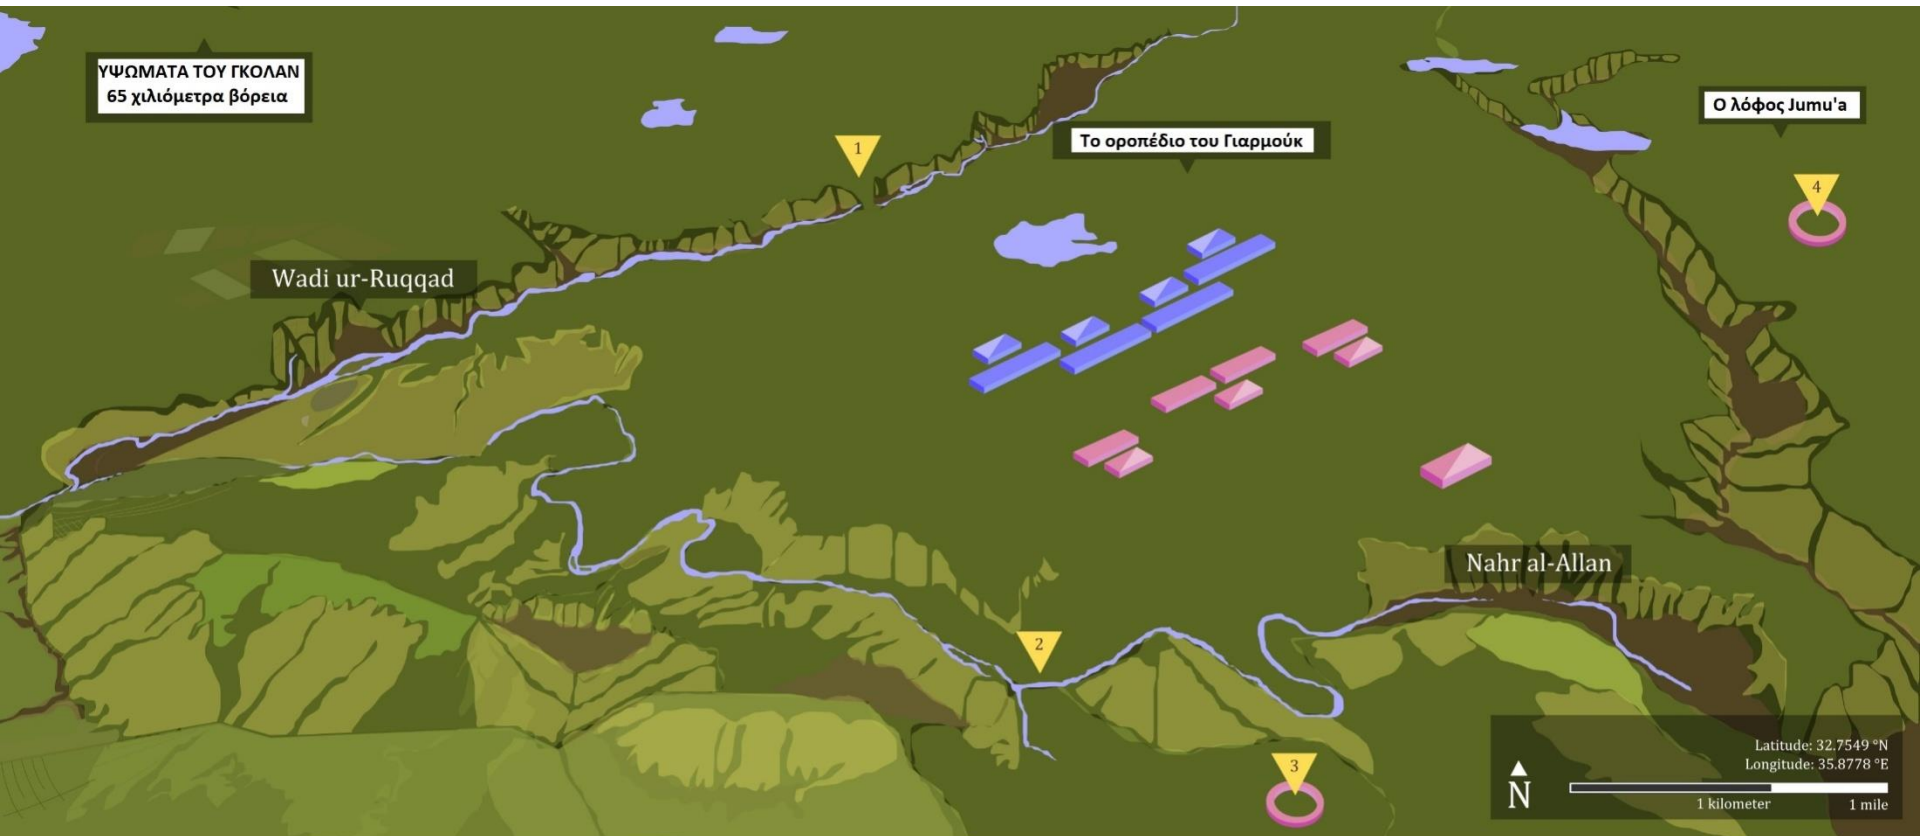 ΥΨΩΜΑΤΑ ΤΟΥ ΓΚΟΛΑΝ
65 χιλιόμετρα βόρεια
Ο λόφος Jumu'a
Το οροπέδιο του Γιαρμούκ
1
4
Wadi ur-Ruqqad
Nahr al-Allan
2
3
Latitude: 32.7549 °N
Longitude: 35.8778 °E
N
1 kilometer
1 mile